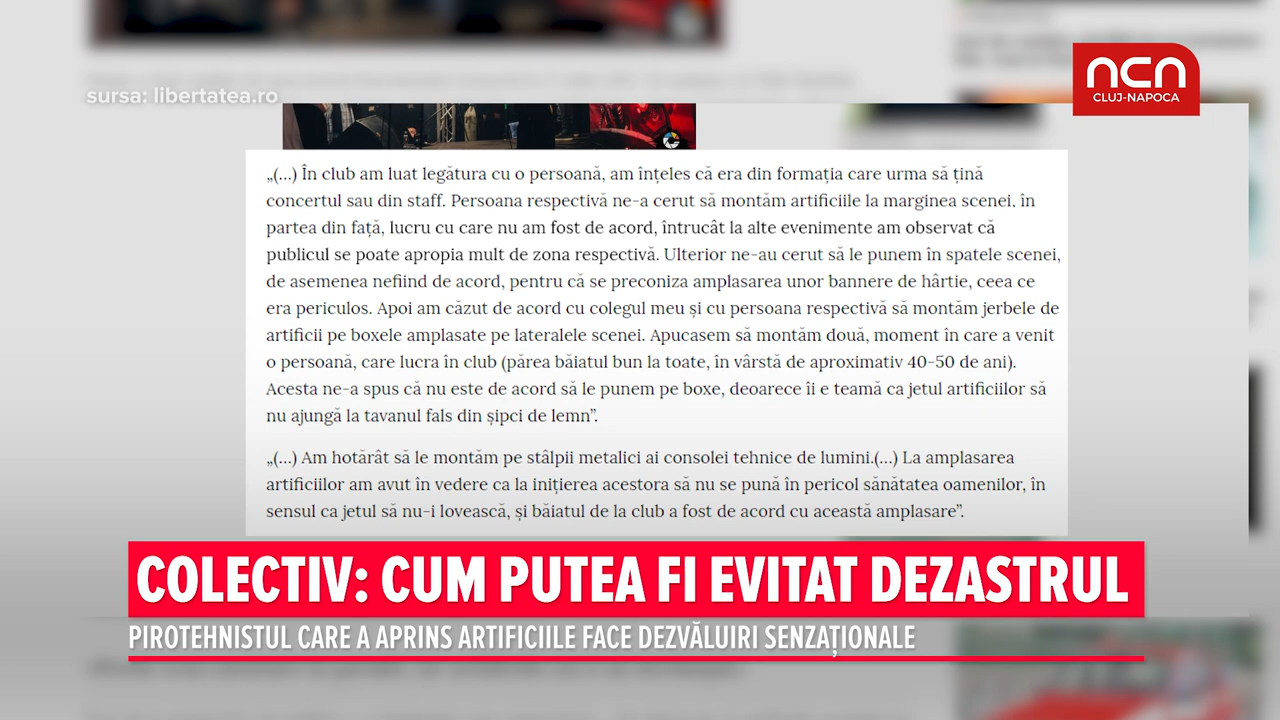 ncn
CLUJ-NAPOCA
sursa: libertatea.ro
„(...) În club am luat legătura cu o persoană, am înțeles că era din formația care urma să țină
concertul sau din staff. Persoana respectivă ne-a cerut să montăm artificiile la marginea scenei, în
partea din față, lucru cu care nu am fost de acord, întrucât la alte evenimente am observat că
publicul se poate apropia mult de zona respectivă. Ulterior ne-au cerut să le punem în spatele scenei,
de asemenea nefiind de acord, pentru că se preconiza amplasarea unor bannere de hârtie, ceea ce
era periculos. Apoi am căzut de acord cu colegul meu și cu persoana respectivă să montăm jerbele de
artificii pe boxele amplasate pe lateralele scenei. Apucasem să montăm două, moment în care a venit
o persoană, care lucra în club (părea băiatul bun la toate, în vârstă de aproximativ 40-50 de ani).
Acesta ne-a spus că nu este de acord să le punem pe boxe, deoarece îi e teamă ca jetul artificiilor să
nu ajungă la tavanul fals din șipci de lemn”.
„(...) Am hotărât să le montăm pe stâlpii metalici ai consolei tehnice de lumini.(...) La amplasarea
artificiilor am avut în vedere ca la inițierea acestora să nu se pună în pericol sănătatea oamenilor, în
sensul ca jetul să nu-i lovească, și băiatul de la club a fost de acord cu această amplasare”.
COLECTIV: CUM PUTEA FI EVITAT DEZASTRUL
PIROTEHNISTUL CARE A APRINS ARTIFICIILE FACE DEZVĂLUIRI SENZAȚIONALE